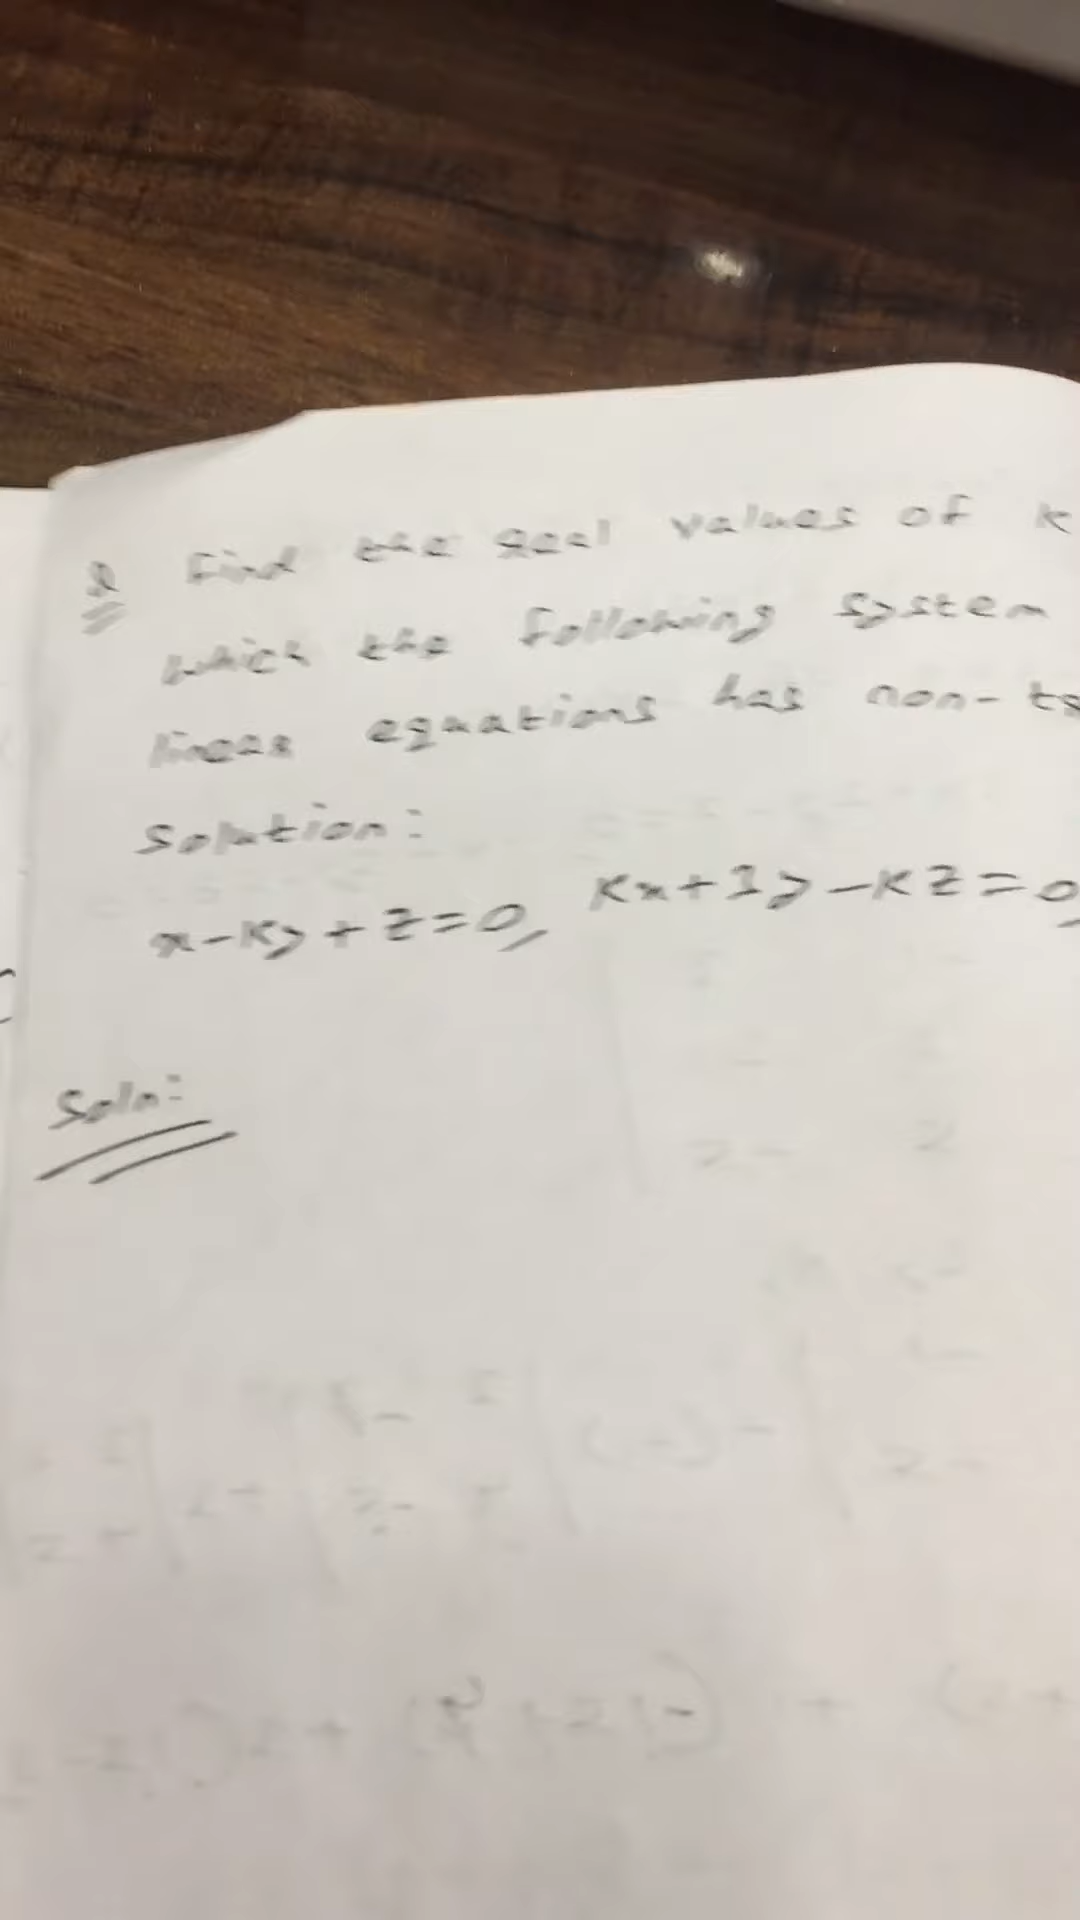 Q Find the real values of k
which the following system
linear equations has non-tr
solution:
x-ky+z=0, kx+3y-kz=0,
Soln: